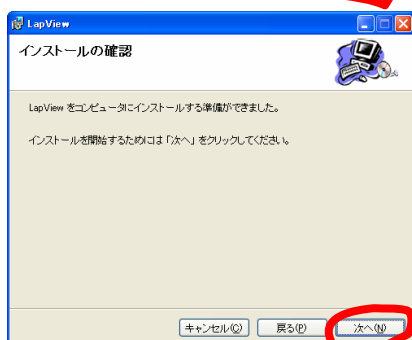 LapView
インストールの確認
LapView をコンピュータにインストールする準備ができました。
インストールを開始するためには「次へ」をクリックしてください。
キャンセル(C)
戻る(P)
次へ(N)